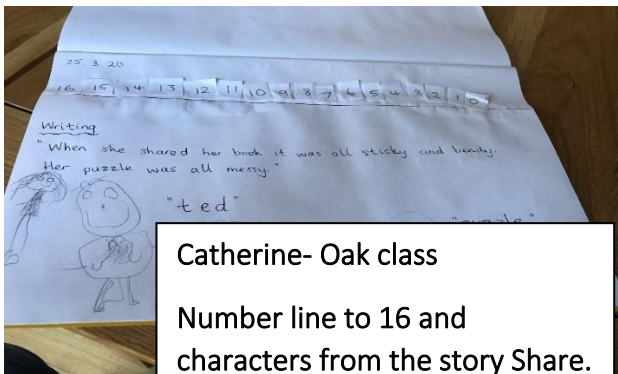 25.3.20
16 15 14 13 12 11 10 9 8 7 6 5 4 3 2 1 0
Writing
"When she shared her book it was all sticky and bendy.
Her puzzle was all messy."
"ted"
"puzzle"
Catherine- Oak class
Number line to 16 and
characters from the story Share.